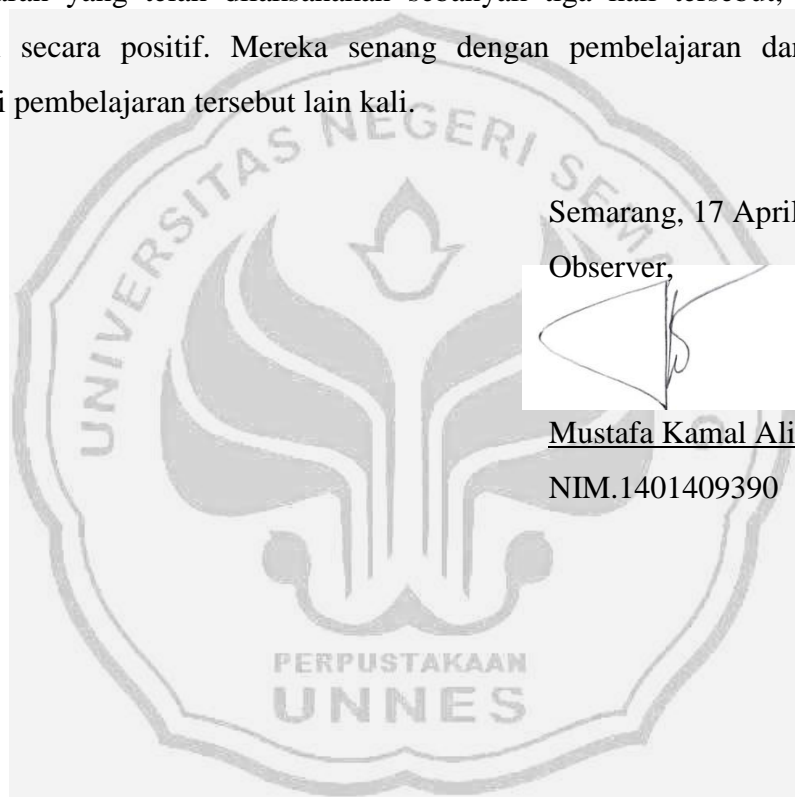 secara positif. Mereka senang dengan pembelajaran
pembelajaran tersebut lain kali.
UNIVERSITAS NEGERI
Semarang, 17 April
Observer,
Mustafa Kamal Ali
NIM.1401409390
PERPUSTAKAAN
UNNES